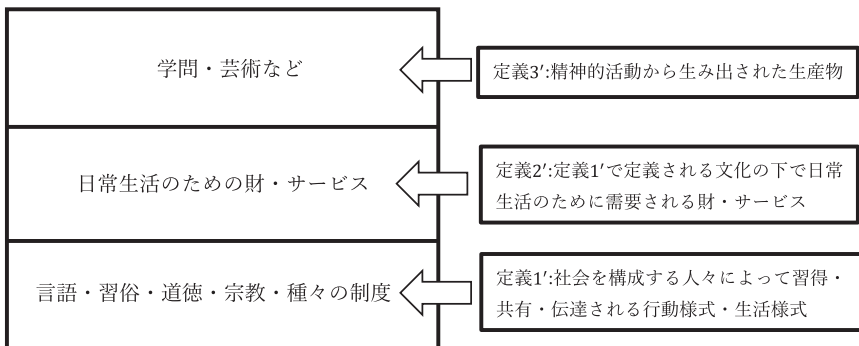 学問・芸術など
定義3′:精神的活動から生み出された生産物
日常生活のための財・サービス
定義2′:定義1′で定義される文化の下で日常
生活のために需要される財・サービス
言語・習俗・道徳・宗教・種々の制度
定義1′:社会を構成する人々によって習得・
共有・伝達される行動様式・生活様式